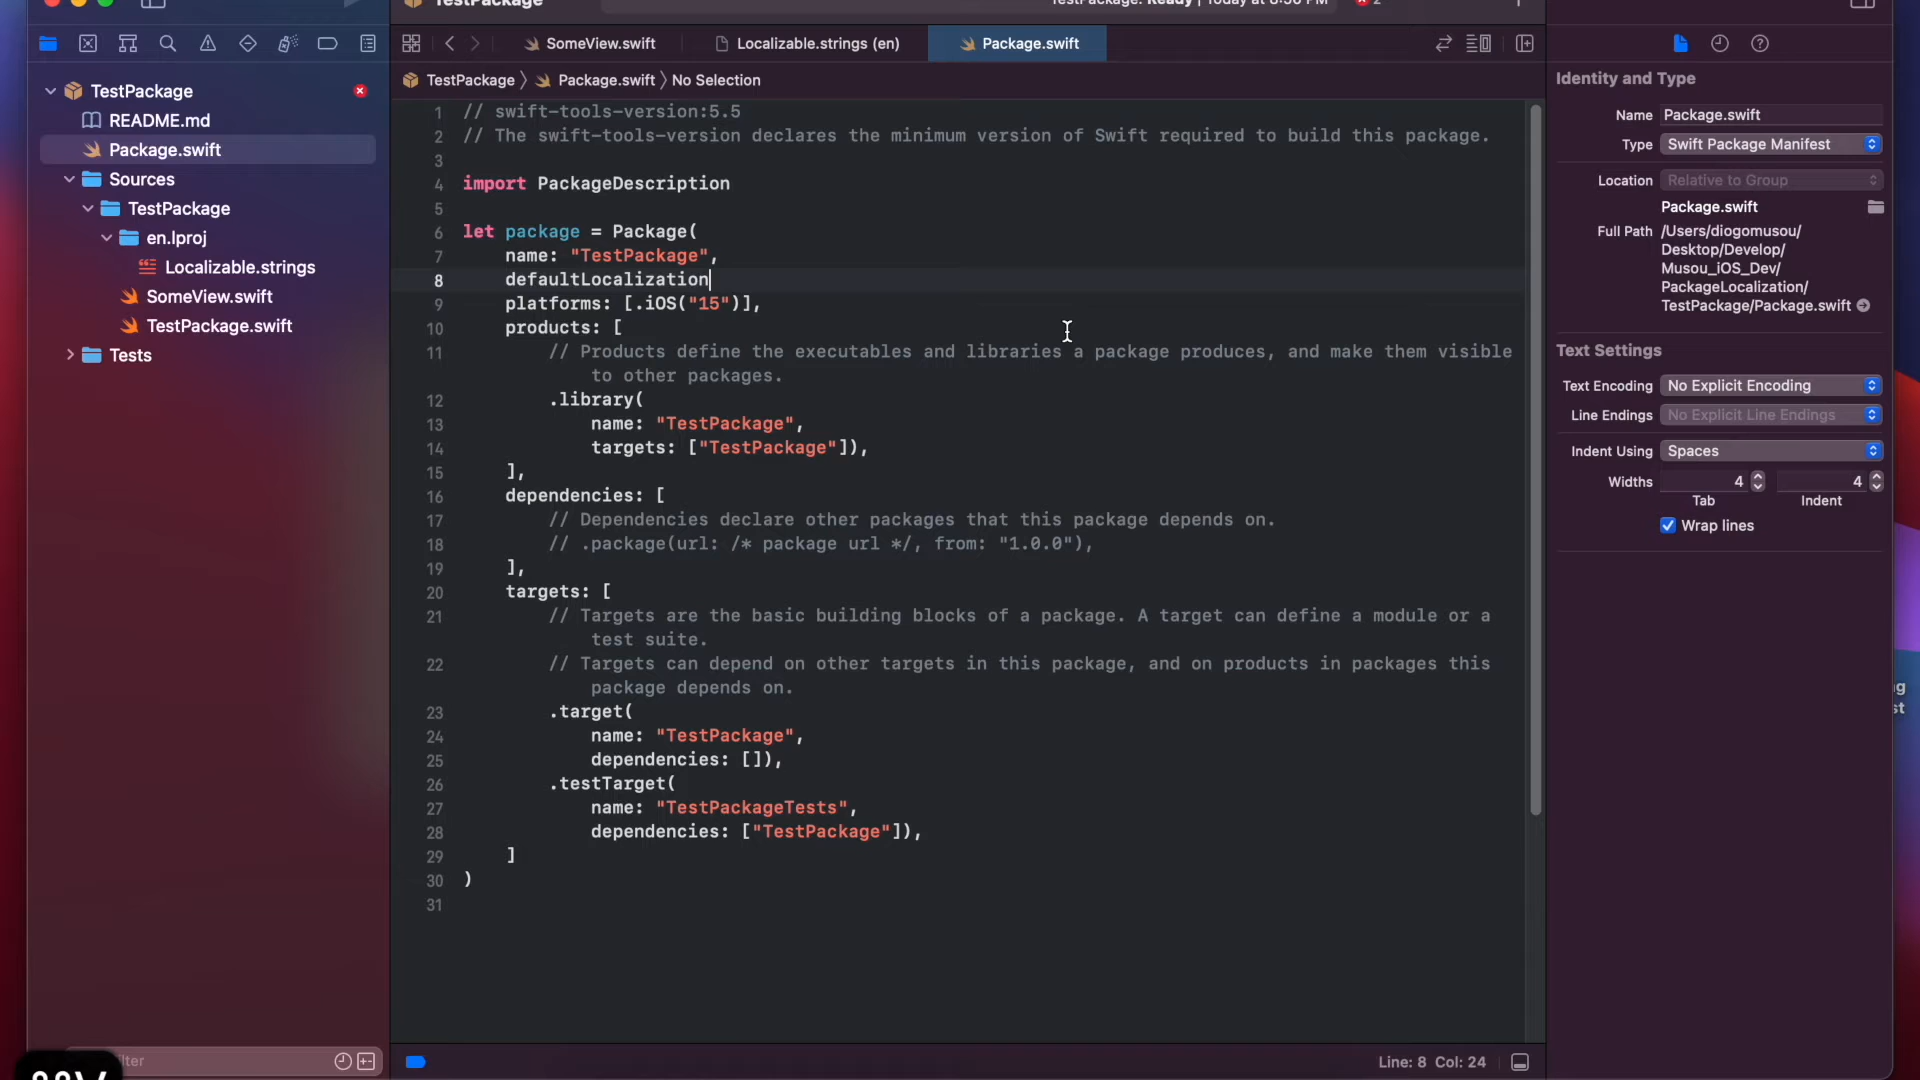 TestPackage
TestPackage: Ready | Today at 8:36 PM
2
SomeView.swift
Localizable.strings (en)
Package.swift
TestPackage
README.md
Package.swift
Sources
TestPackage
en.lproj
Localizable.strings
SomeView.swift
TestPackage.swift
Tests
TestPackage 〉 Package.swift 〉 No Selection
1 // swift-tools-version:5.5
2 // The swift-tools-version declares the minimum version of Swift required to build this package.
3
4 import PackageDescription
5
6 let package = Package(
7 name: "TestPackage",
8 defaultLocalization
9 platforms: [.iOS("15")],
10 products: [
11 // Products define the executables and libraries a package produces, and make them visible
to other packages.
12 .library(
13 name: "TestPackage",
14 targets: ["TestPackage"]),
15 ],
16 dependencies: [
17 // Dependencies declare other packages that this package depends on.
18 // .package(url: /* package url */, from: "1.0.0"),
19 ],
20 targets: [
21 // Targets are the basic building blocks of a package. A target can define a module or a
test suite.
22 // Targets can depend on other targets in this package, and on products in packages this
package depends on.
23 .target(
24 name: "TestPackage",
25 dependencies: []),
26 .testTarget(
27 name: "TestPackageTests",
28 dependencies: ["TestPackage"]),
29 ]
30 )
31
Line: 8 Col: 24
Identity and Type
Name Package.swift
Type Swift Package Manifest
Location Relative to Group
Package.swift
Full Path /Users/diogomusou/
Desktop/Develop/
Musou_iOS_Dev/
PackageLocalization/
TestPackage/Package.swift
Text Settings
Text Encoding No Explicit Encoding
Line Endings No Explicit Line Endings
Indent Using Spaces
Widths 4 4
Tab Indent
Wrap lines